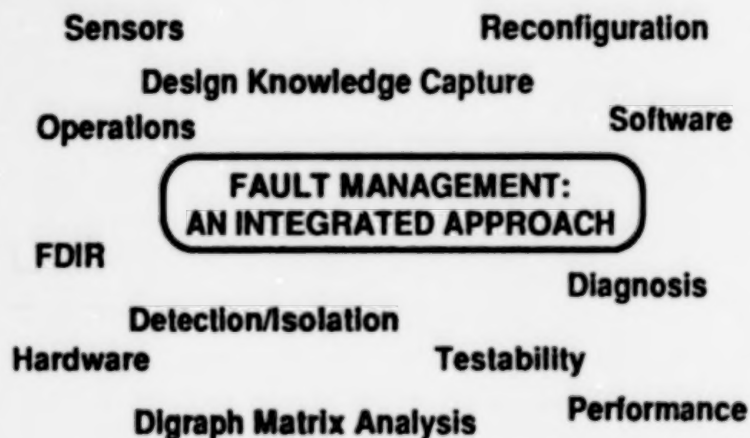 Sensors
Reconfiguration
Design Knowledge Capture
Operations
Software
FAULT MANAGEMENT:
AN INTEGRATED APPROACH
FDIR
Diagnosis
Detection/Isolation
Hardware
Testability
Digraph Matrix Analysis
Performance